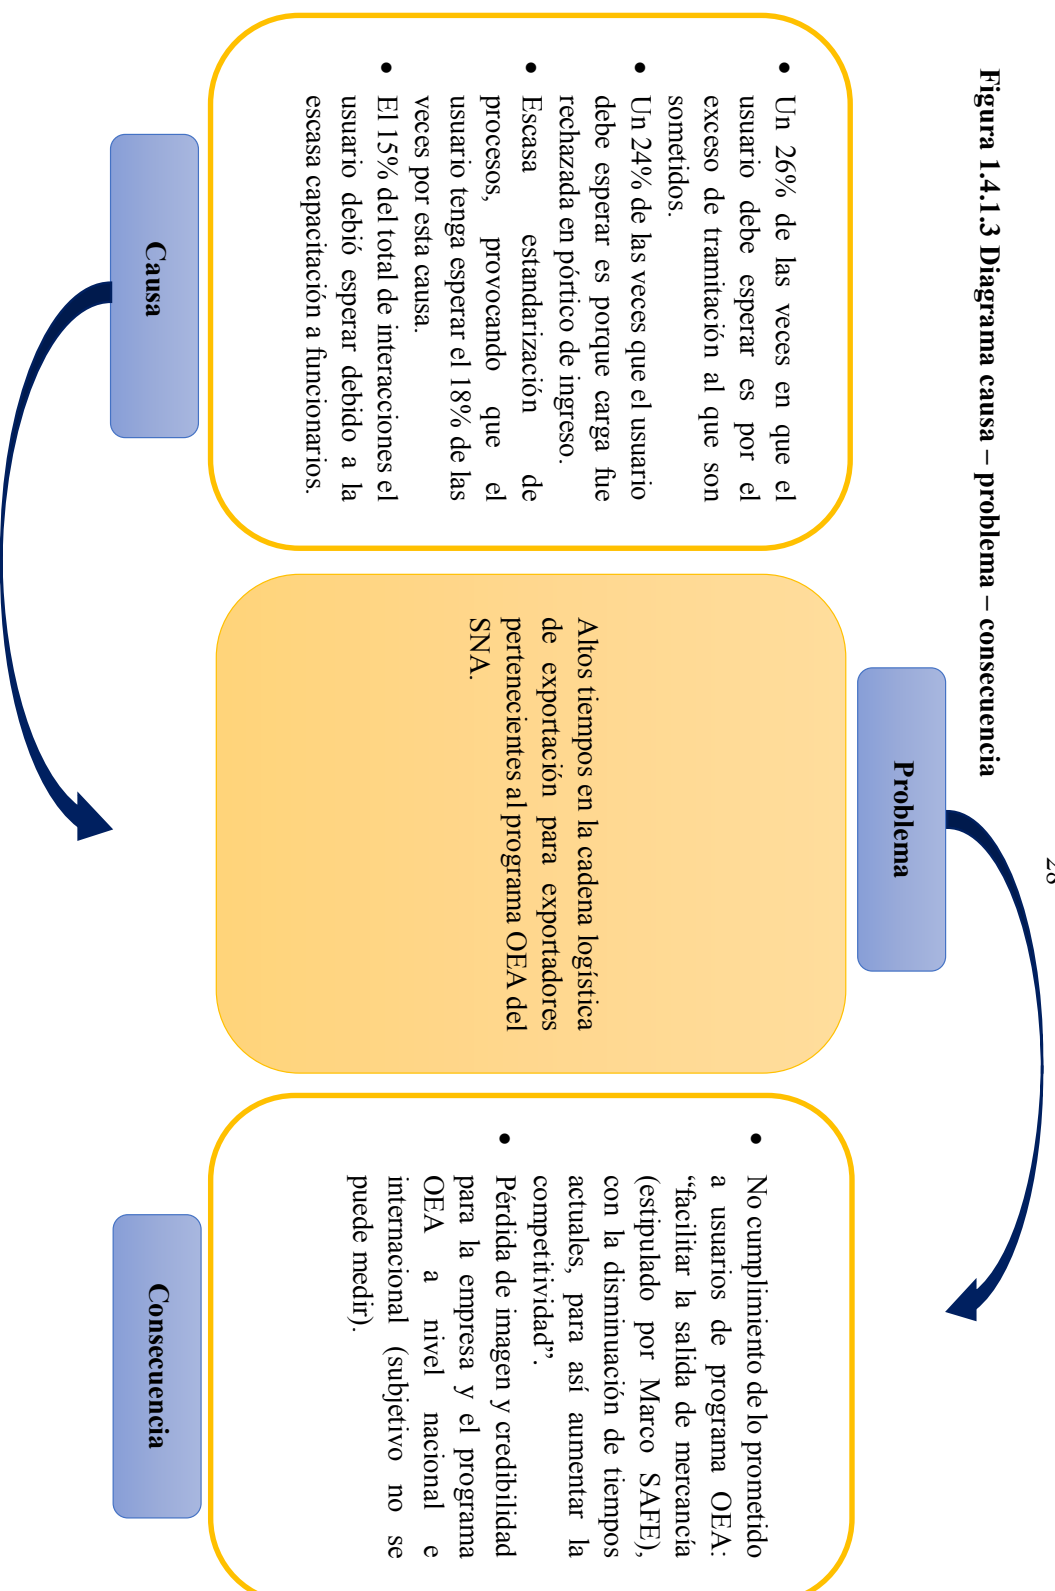 28
Figura 1.4.1.3 Diagrama causa – problema – consecuencia
• Un 26% de las veces en que el
usuario debe esperar es por el
exceso de tramitación al que son
sometidos.
• Un 24% de las veces que el usuario
debe esperar es porque carga fue
rechazada en pórtico de ingreso.
• Escasa estandarización de
procesos, provocando que el
usuario tenga esperar el 18% de las
veces por esta causa.
• El 15% del total de interacciones el
usuario debió esperar debido a la
escasa capacitación a funcionarios.
Causa
Problema
Altos tiempos en la cadena logística
de exportación para exportadores
pertenecientes al programa OEA del
SNA.
• No cumplimiento de lo prometido
a usuarios de programa OEA:
“facilitar la salida de mercancía
(estipulado por Marco SAFE),
con la disminución de tiempos
actuales, para así aumentar la
competitividad”.
• Pérdida de imagen y credibilidad
para la empresa y el programa
OEA a nivel nacional e
internacional (subjetivo no se
puede medir).
Consecuencia